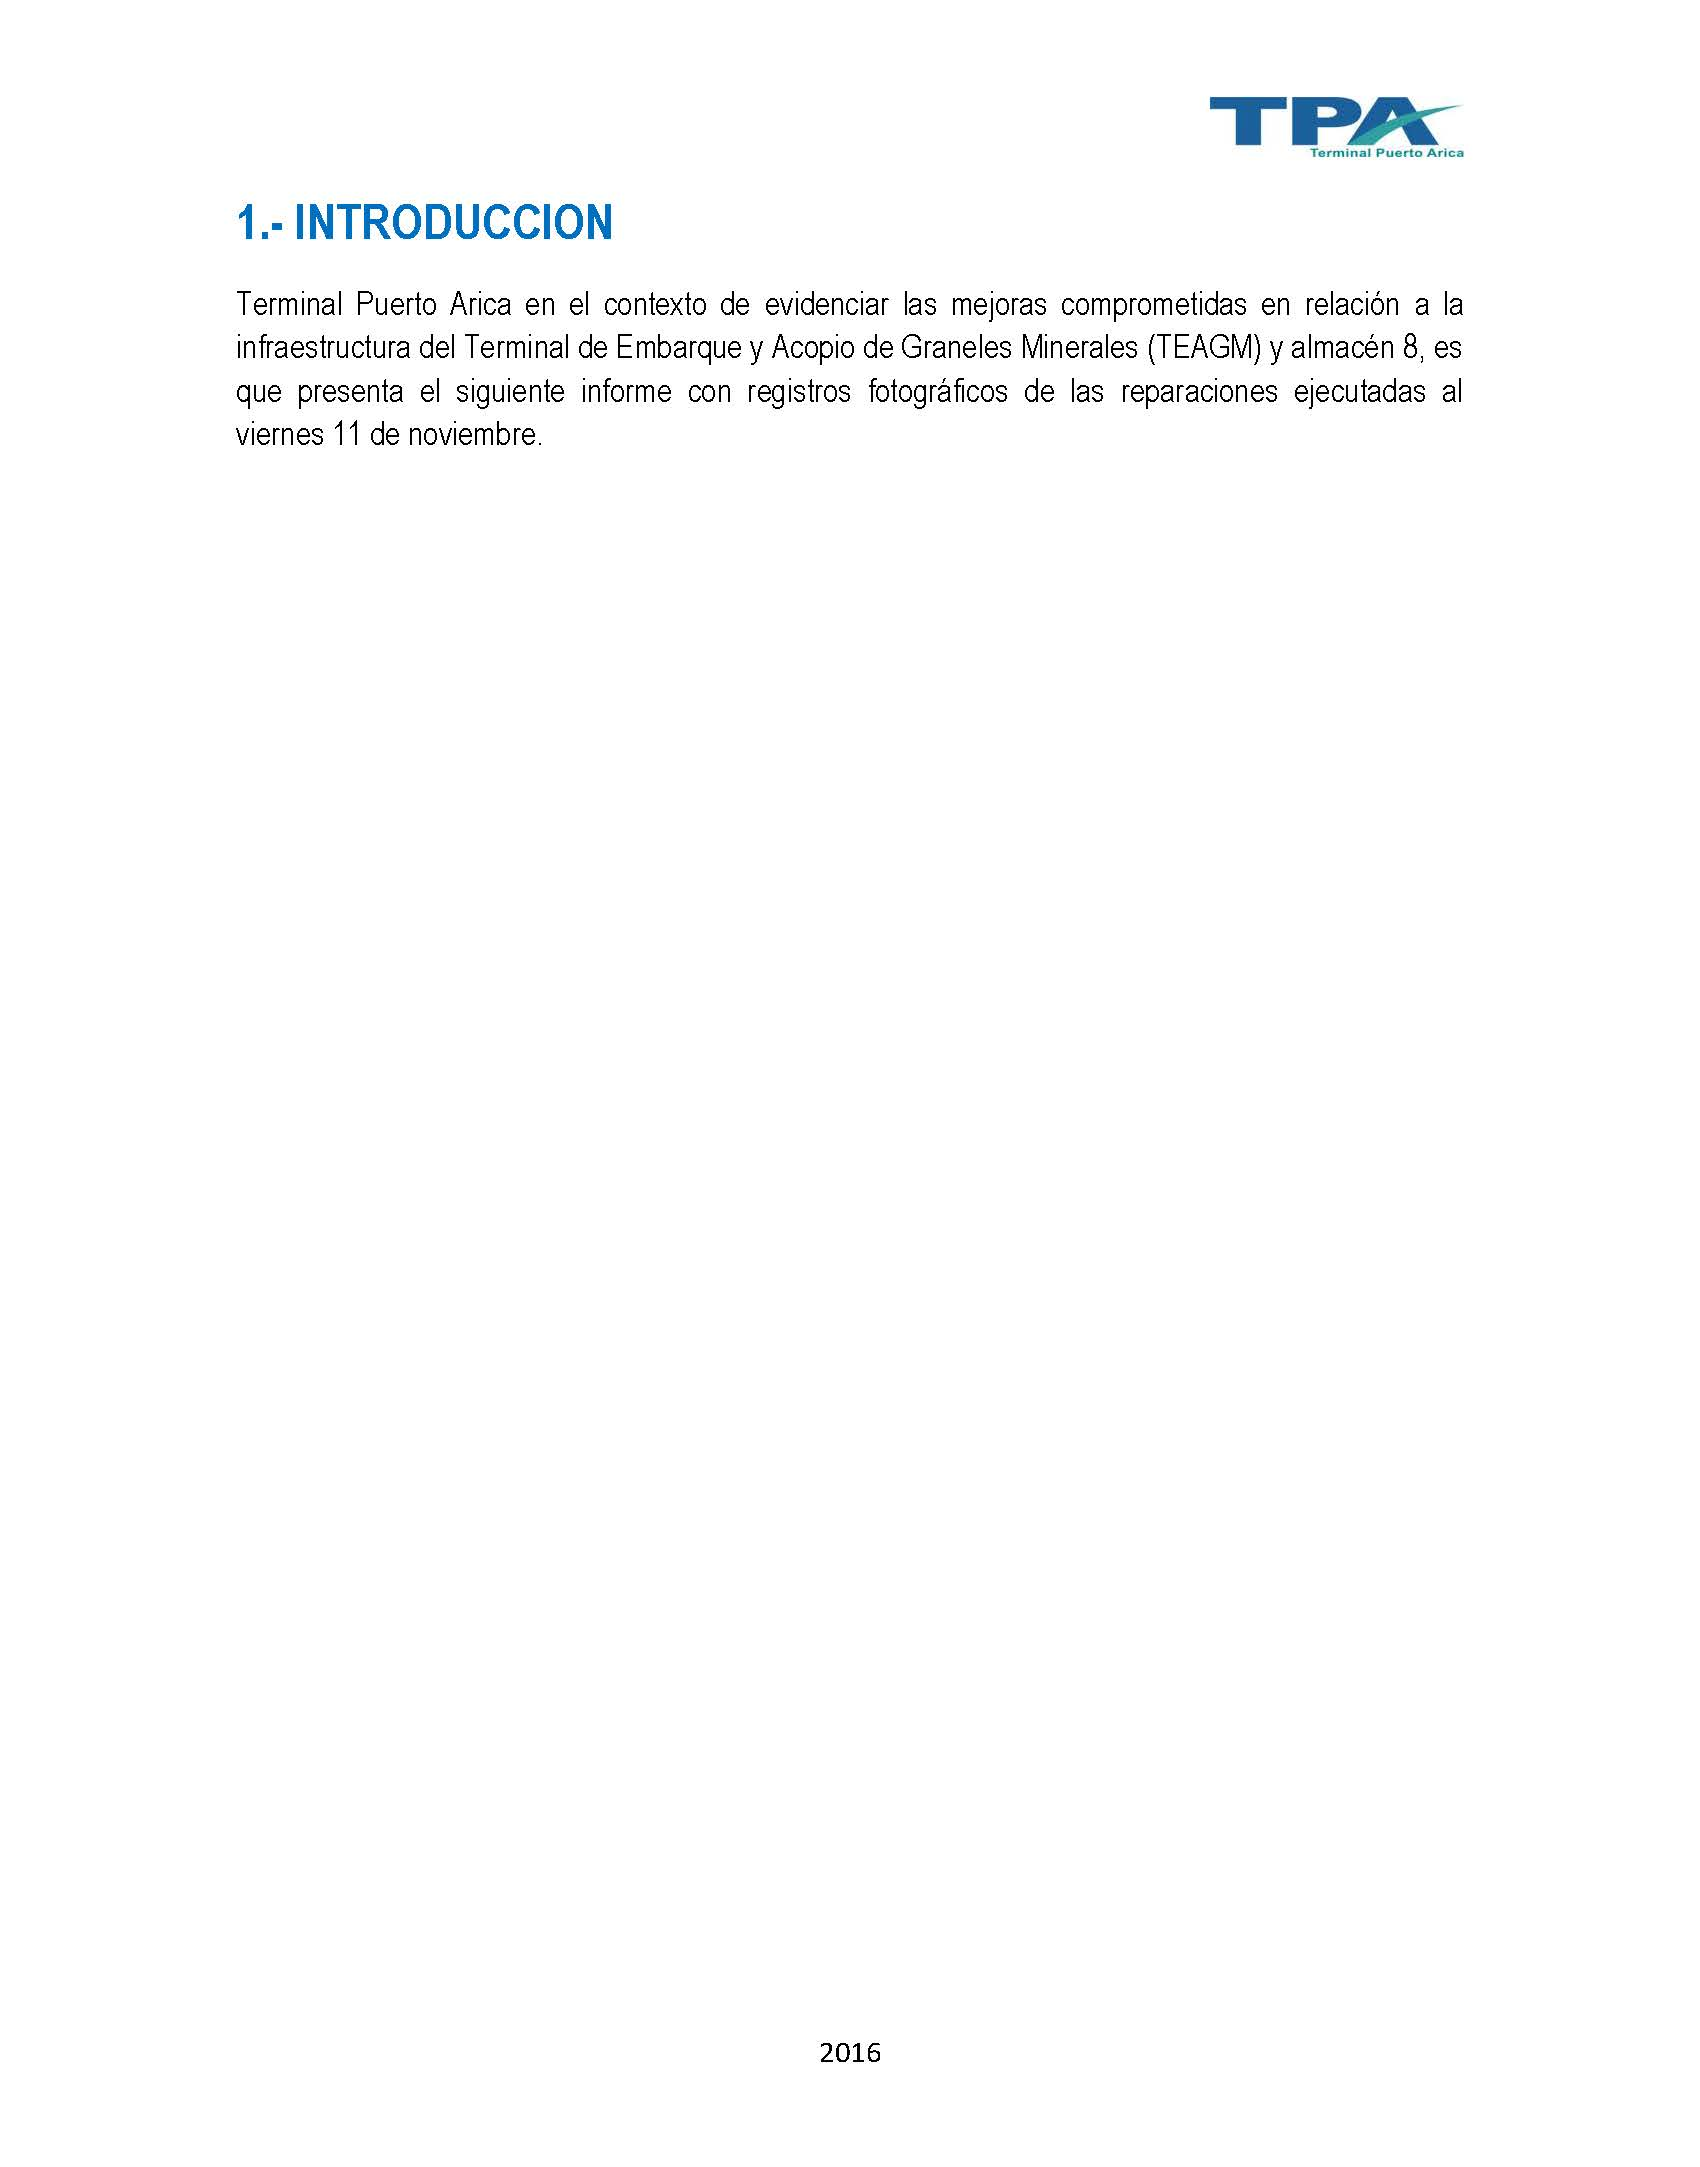 TPA
Terminal Puerto Arica
1.- INTRODUCCION
Terminal Puerto Arica en el contexto de evidenciar las mejoras comprometidas en relación a la
infraestructura del Terminal de Embarque y Acopio de Graneles Minerales (TEAGM) y almacén 8, es
que presenta el siguiente informe con registros fotográficos de las reparaciones ejecutadas al
viernes 11 de noviembre.
2016